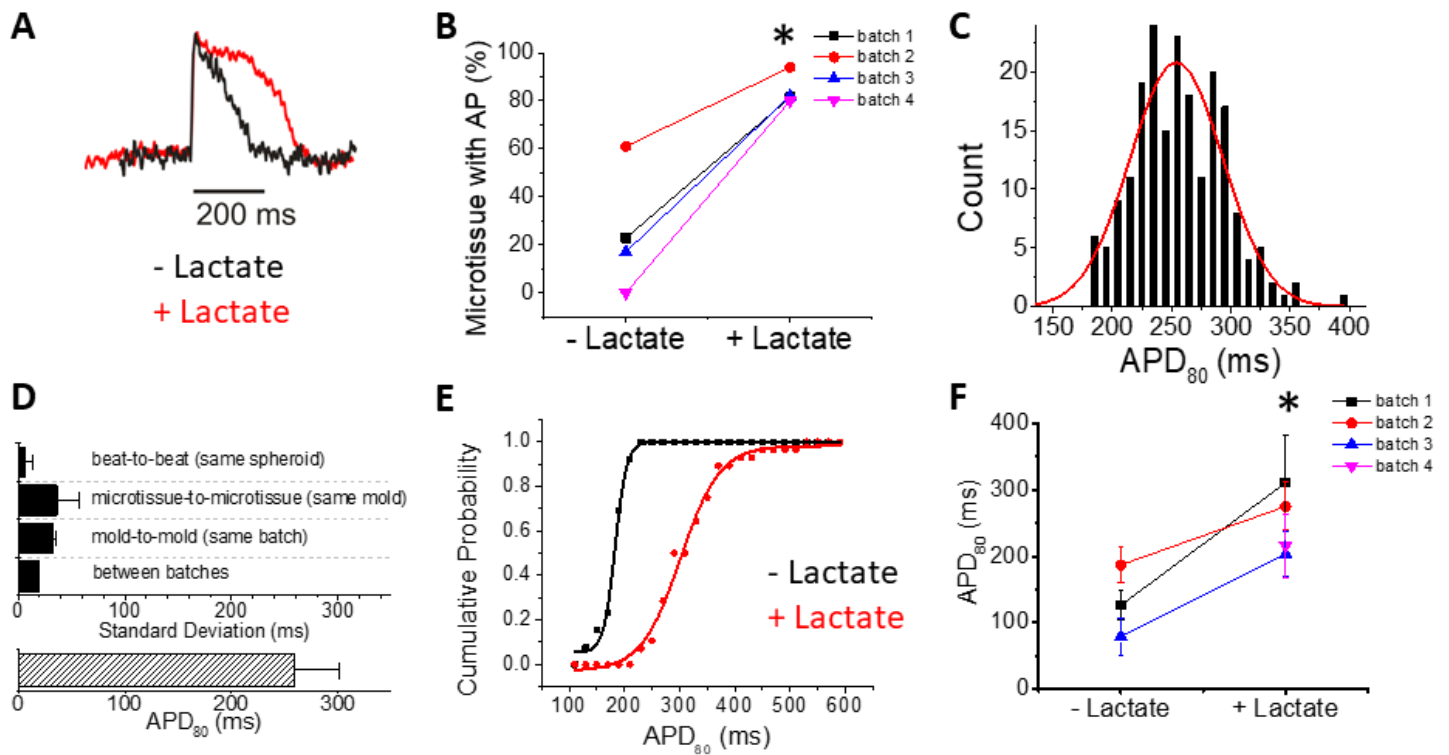 A
200 ms
- Lactate
+ Lactate
B
Microtissue with AP (%)
100
80
60
40
20
0
- Lactate
+ Lactate
*
batch 1
batch 2
batch 3
batch 4
C
Count
20
15
10
5
0
150 200 250 300 350 400
APD80 (ms)
D
beat-to-beat (same spheroid)
microtissue-to-microtissue (same mold)
mold-to-mold (same batch)
between batches
0 100 200 300
Standard Deviation (ms)
0 100 200 300
APD80 (ms)
E
Cumulative Probability
1.0
0.8
0.6
0.4
0.2
0.0
100 200 300 400 500 600
APD80 (ms)
- Lactate
+ Lactate
F
APD80 (ms)
400
300
200
100
0
- Lactate
+ Lactate
*
batch 1
batch 2
batch 3
batch 4